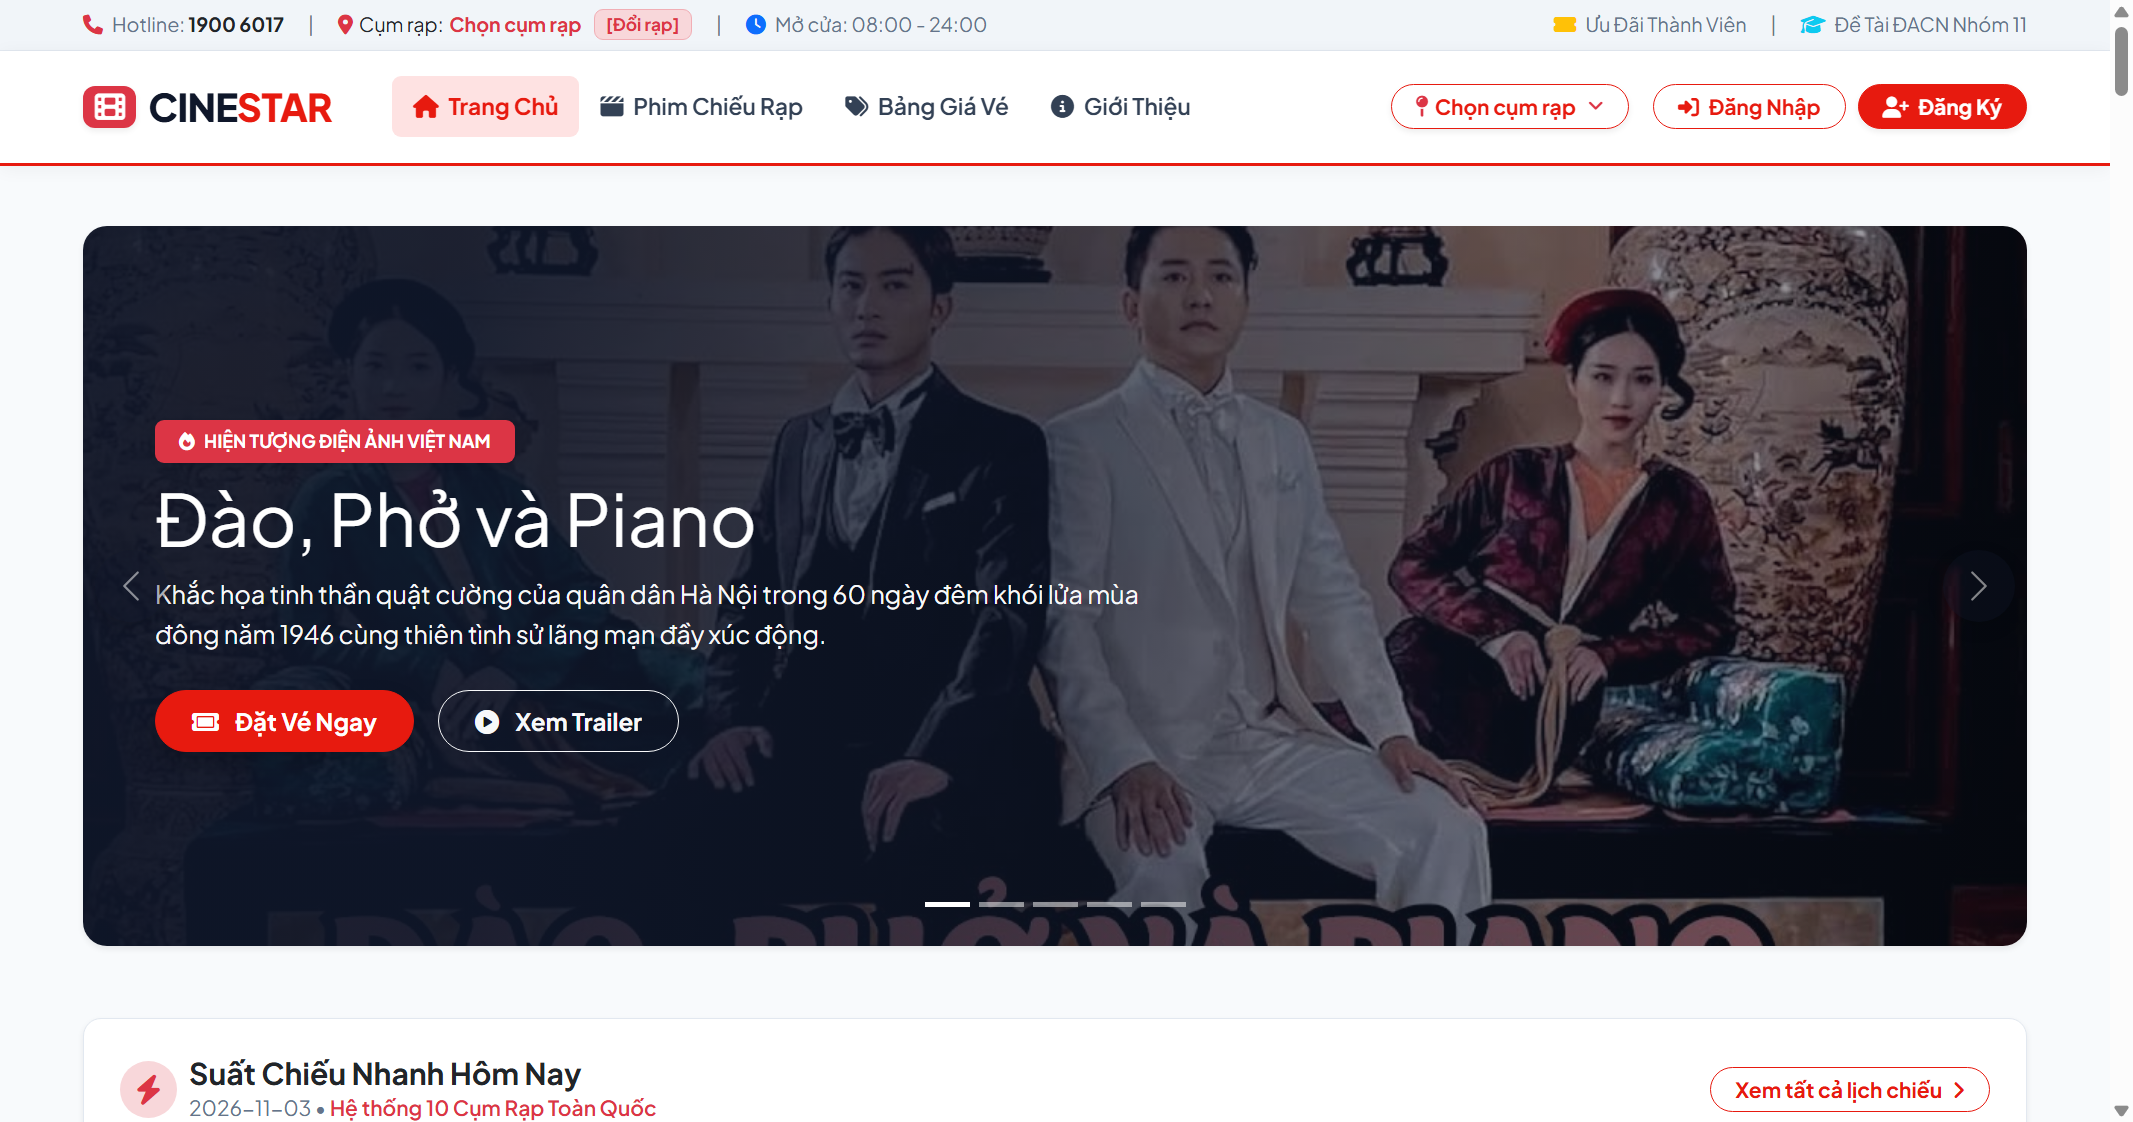 Hotline: 1900 6017 | Cụm rạp: Chọn cụm rạp [Đổi rạp] | Mở cửa: 08:00 - 24:00
Ưu Đãi Thành Viên | Đề Tài ĐACN Nhóm 11
CINESTAR
Trang Chủ
Phim Chiếu Rạp
Bảng Giá Vé
Giới Thiệu
Chọn cụm rạp
Đăng Nhập
Đăng Ký
HIỆN TƯỢNG ĐIỆN ẢNH VIỆT NAM
Đào, Phở và Piano
Khắc họa tinh thần quật cường của quân dân Hà Nội trong 60 ngày đêm khói lửa mùa
đông năm 1946 cùng thiên tình sử lãng mạn đầy xúc động.
Đặt Vé Ngay
Xem Trailer
ĐÀO, PHỞ VÀ PIANO
Suất Chiếu Nhanh Hôm Nay
2026-11-03 • Hệ thống 10 Cụm Rạp Toàn Quốc
Xem tất cả lịch chiếu